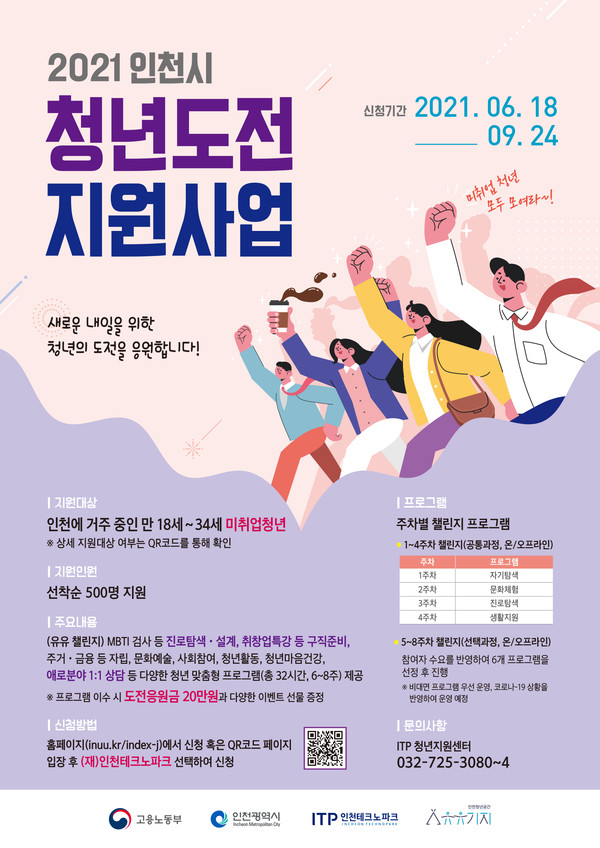 2021 인천시
청년도전
지원사업
신청기간 2021. 06. 18
09. 24
미취업 청년
모두 모여라~!
새로운 내일을 위한
청년의 도전을 응원합니다!
지원대상
인천에 거주 중인 만 18세~34세 미취업청년
※ 상세 지원대상 여부는 QR코드를 통해 확인
지원인원
선착순 500명 지원
주요내용
(유유 챌린지) MBTI 검사 등 진로탐색·설계, 취창업특강 등 구직준비,
주거·금융 등 자립, 문화예술, 사회참여, 청년활동, 청년마음건강,
애로분야 1:1 상담 등 다양한 청년 맞춤형 프로그램(총 32시간, 6~8주) 제공
※ 프로그램 이수 시 도전응원금 20만원과 다양한 이벤트 선물 증정
신청방법
홈페이지(inuu.kr/index-j)에서 신청 혹은 QR코드 페이지
입장 후 (재)인천테크노파크 선택하여 신청
프로그램
주차별 챌린지 프로그램
1~4주차 챌린지(공통과정, 온/오프라인)
주차 프로그램
1주차 자기탐색
2주차 문화체험
3주차 진로탐색
4주차 생활지원
5~8주차 챌린지(선택과정, 온/오프라인)
참여자 수요를 반영하여 6개 프로그램을
선정 후 진행
※ 비대면 프로그램 우선 운영, 코로나-19 상황을
반영하여 운영 예정
문의사항
ITP 청년지원센터
032-725-3080~4
고용노동부
인천광역시
Incheon Metropolitan City
ITP 인천테크노파크
INCHEON TECHNOPARK
인천청년공간
유유기지